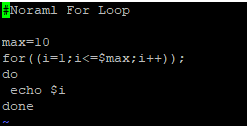 #Noraml For Loop

max=10
for((i=1;i<=$max;i++));
do
 echo $i
done
~